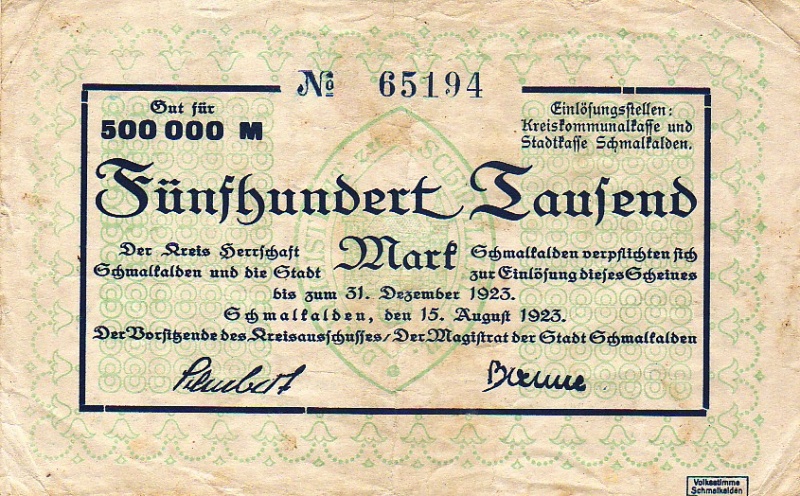 № 65194
Gut für
500 000 M
Einlösungsstellen:
Kreiskommunalkasse und
Stadtkasse Schmalkalden.
Fünfhundert Tausend
Mark
Der Kreis Herrschaft
Schmalkalden und die Stadt
Schmalkalden verpflichten sich
zur Einlösung dieses Scheines
bis zum 31. Dezember 1923.
Schmalkalden, den 15. August 1923.
Der Vorsitzende des Kreisausschusses/Der Magistrat der Stadt Schmalkalden
Volksstimme
Schmalkalden